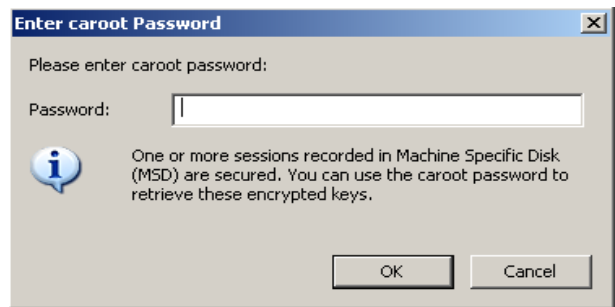 Enter caroot Password
Please enter caroot password:
Password:
One or more sessions recorded in Machine Specific Disk
(MSD) are secured. You can use the caroot password to
retrieve these encrypted keys.
OK Cancel